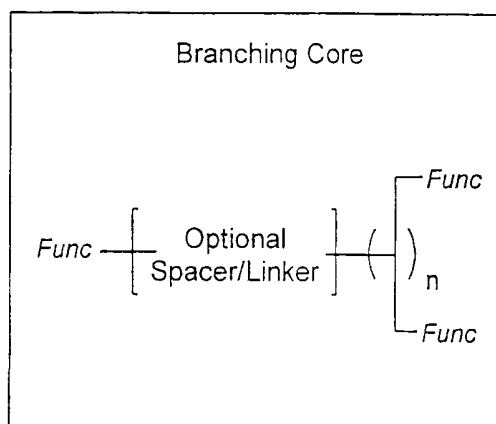 Branching Core
Func
Func
Optional
Spacer/Linker
n
Func